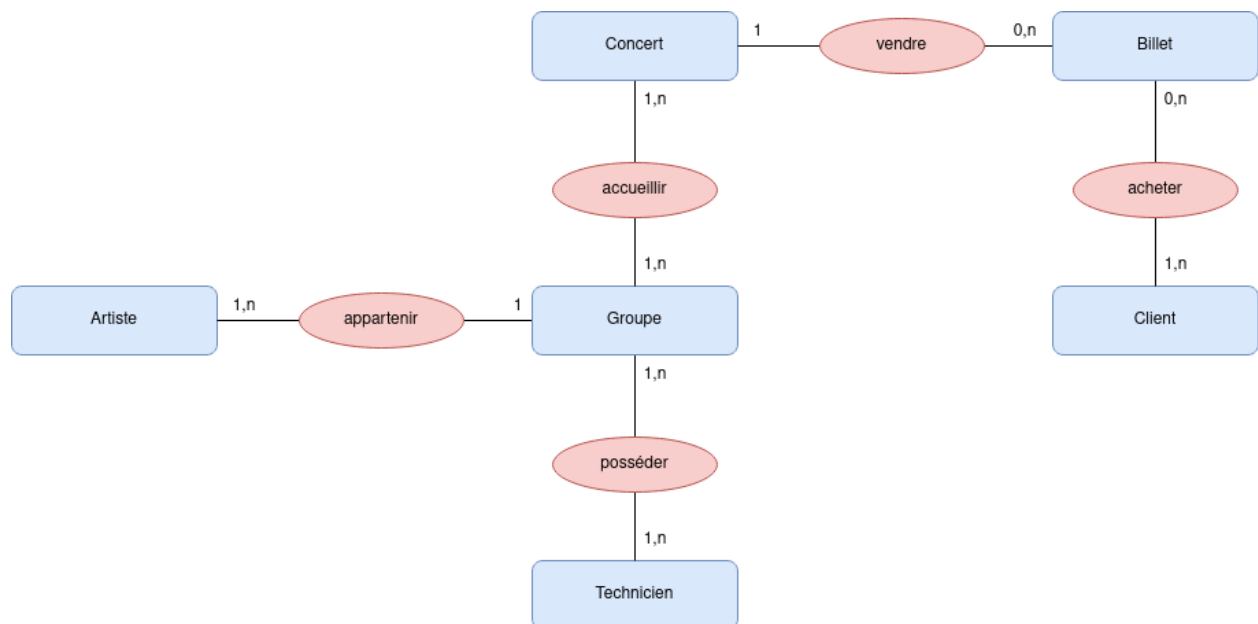 Concert
1
vendre
0,n
Billet
1,n
0,n
accueillir
acheter
1,n
1,n
Artiste
1,n
appartenir
1
Groupe
Client
1,n
posséder
1,n
Technicien